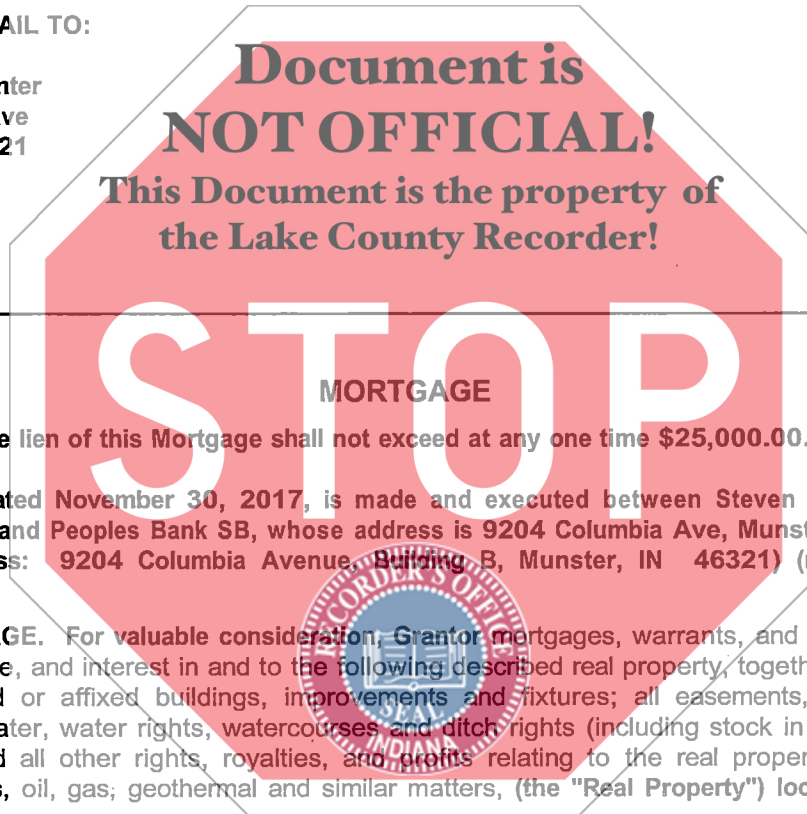 AIL TO:
nter
ve
21
Document is
NOT OFFICIAL!
This Document is the property of
the Lake County Recorder!
STOP
MORTGAGE
e lien of this Mortgage shall not exceed at any one time $25,000.00.
ated November 30, 2017, is made and executed between Steven
and Peoples Bank SB, whose address is 9204 Columbia Ave, Munst
ss: 9204 Columbia Avenue, Building B, Munster, IN 46321) (
GE. For valuable consideration, Grantor mortgages, warrants, and
e, and interest in and to the following described real property, togeth
d or affixed buildings, improvements and fixtures; all easements,
ater, water rights, watercourses and ditch rights (including stock in
d all other rights, royalties, and profits relating to the real proper
s, oil, gas, geothermal and similar matters, (the "Real Property") loc
RECORDER'S OFFICE
SEAL
INDIANA